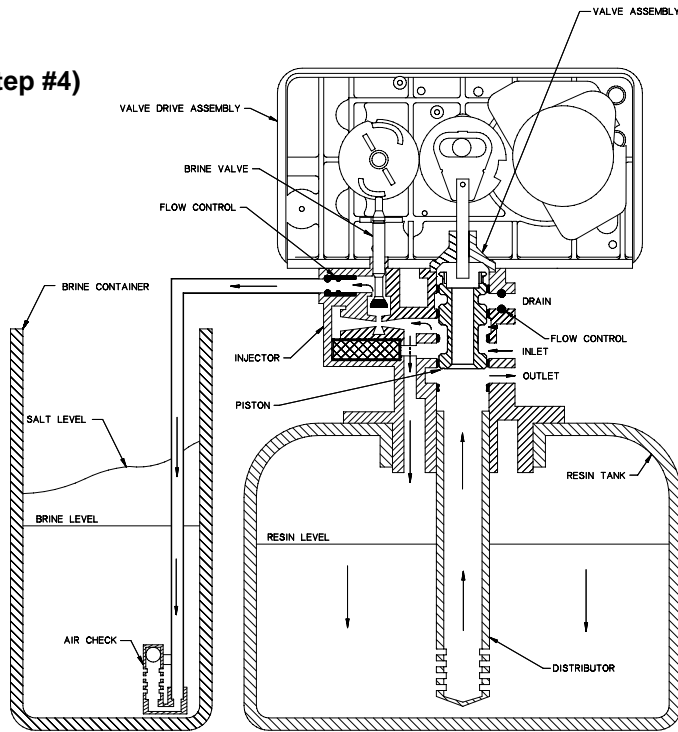 VALVE ASSEMBLY
tep #4)
VALVE DRIVE ASSEMBLY
BRINE VALVE
FLOW CONTROL
BRINE CONTAINER
DRAIN
FLOW CONTROL
INJECTOR
INLET
OUTLET
PISTON
SALT LEVEL
RESIN TANK
BRINE LEVEL
RESIN LEVEL
AIR CHECK
DISTRIBUTOR